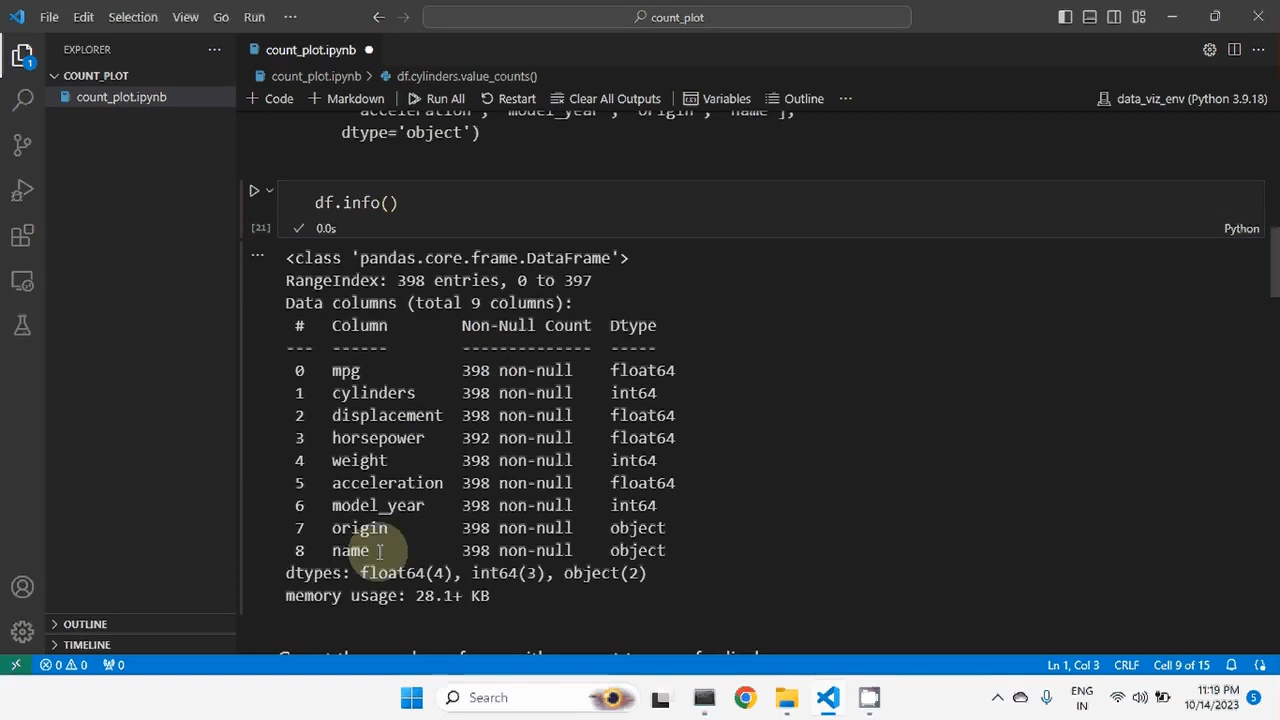 File Edit Selection View Go Run ··· count_plot
EXPLORER ···
COUNT_PLOT
count_plot.ipynb
1
count_plot.ipynb
count_plot.ipynb > df.cylinders.value_counts()
+ Code + Markdown Run All Restart Clear All Outputs Variables Outline ··· data_viz_env (Python 3.9.18)
'acceleration', 'model_year', 'origin', 'name'],
dtype='object')
df.info()
[21] 0.0s Python
<class 'pandas.core.frame.DataFrame'>
RangeIndex: 398 entries, 0 to 397
Data columns (total 9 columns):
# Column Non-Null Count Dtype
--- ------ -------------- -----
0 mpg 398 non-null float64
1 cylinders 398 non-null int64
2 displacement 398 non-null float64
3 horsepower 392 non-null float64
4 weight 398 non-null int64
5 acceleration 398 non-null float64
6 model_year 398 non-null int64
7 origin 398 non-null object
8 name 398 non-null object
dtypes: float64(4), int64(3), object(2)
memory usage: 28.1+ KB
OUTLINE
TIMELINE
0 0 0 Ln 1, Col 3 CRLF Cell 9 of 15
Search
ENG
IN
11:19 PM
10/14/2023
5